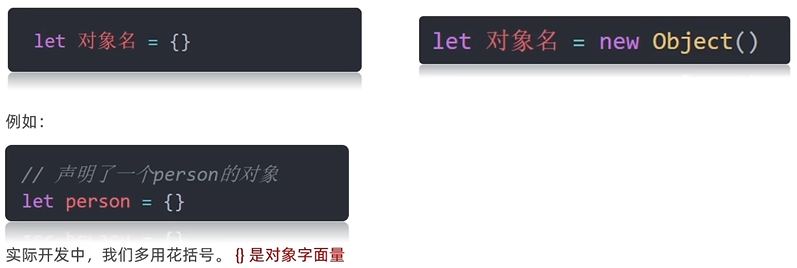 let 对象名 = {}
let 对象名 = new Object()
例如：
// 声明了一个person的对象
let person = {}
实际开发中，我们多用花括号。 {} 是对象字面量